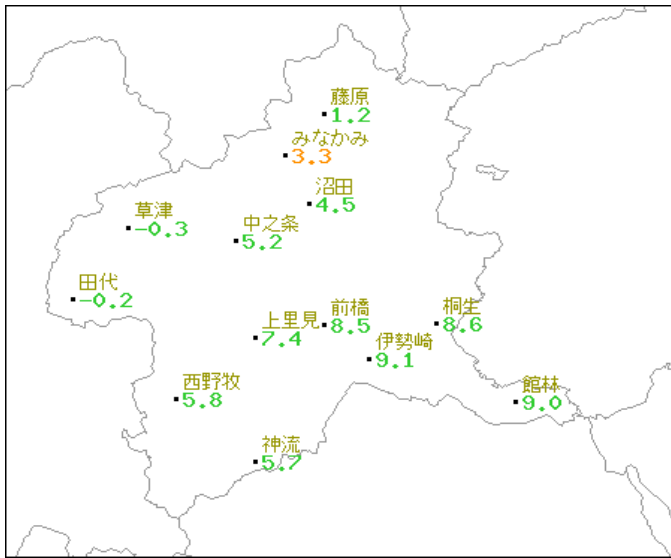 藤原
1.2
みなかみ
3.3
沼田
4.5
草津
-0.3
中之条
5.2
田代
-0.2
上里見
7.4
前橋
8.5
桐生
8.6
伊勢崎
9.1
西野牧
5.8
館林
9.0
神流
5.7